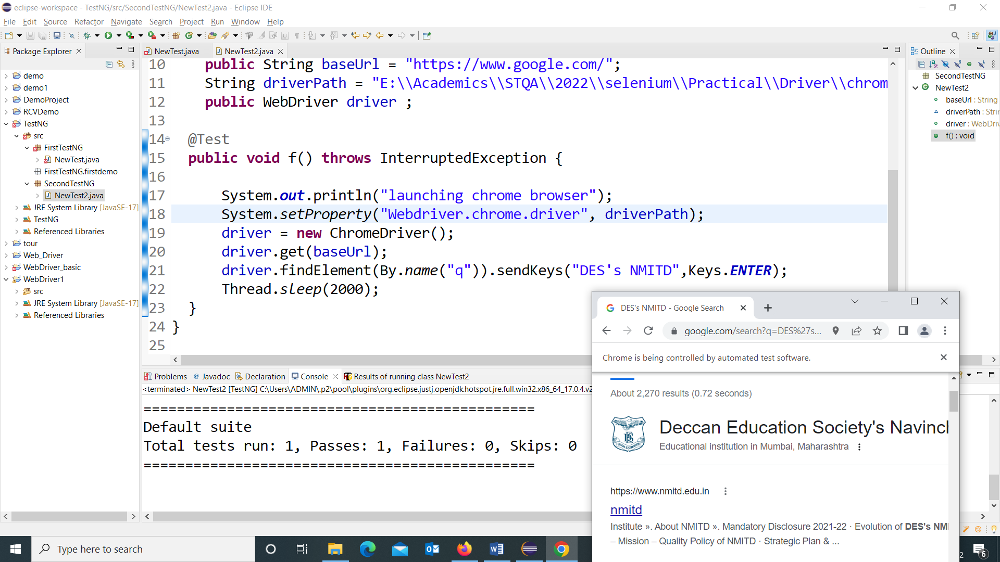 eclipse-workspace - TestNG/src/SecondTestNG/NewTest2.java - Eclipse IDE
File Edit Source Refactor Navigate Search Project Run Window Help
Package Explorer
demo
demo1
DemoProject
RCVDemo
TestNG
src
FirstTestNG
NewTest.java
FirstTestNG.firstdemo
SecondTestNG
NewTest2.java
JRE System Library [JavaSE-17]
TestNG
Referenced Libraries
tour
Web_Driver
WebDriver_basic
WebDriver1
src
JRE System Library [JavaSE-17]
Referenced Libraries
NewTest.java NewTest2.java
10 public String baseUrl = "https://www.google.com/";
11 String driverPath = "E:\\Academics\\STQA\\2022\\selenium\\Practical\\Driver\\chrom
12 public WebDriver driver ;
13
14 @Test
15 public void f() throws InterruptedException {
16
17 System.out.println("launching chrome browser");
18 System.setProperty("Webdriver.chrome.driver", driverPath);
19 driver = new ChromeDriver();
20 driver.get(baseUrl);
21 driver.findElement(By.name("q")).sendKeys("DES's NMITD",Keys.ENTER);
22 Thread.sleep(2000);
23 }
24 }
25
Outline
SecondTestNG
NewTest2
baseUrl : String
driverPath : Strin
driver : WebDriv
f() : void
Problems Javadoc Declaration Console Results of running class NewTest2
<terminated> NewTest2 [TestNG] C:\Users\ADMIN\.p2\pool\plugins\org.eclipse.justj.openjdk.hotspot.jre.full.win32.x86_64_17.0.4.v2
===============================================
Default suite
Total tests run: 1, Passes: 1, Failures: 0, Skips: 0
===============================================
DES's NMITD - Google Search
google.com/search?q=DES%27s...
Chrome is being controlled by automated test software.
About 2,270 results (0.72 seconds)
Deccan Education Society's Navinch
Educational institution in Mumbai, Maharashtra
https://www.nmitd.edu.in
nmitd
Institute ». About NMITD ». Mandatory Disclosure 2021-22 · Evolution of DES's NMI
– Mission – Quality Policy of NMITD · Strategic Plan & ...
Type here to search
2
6